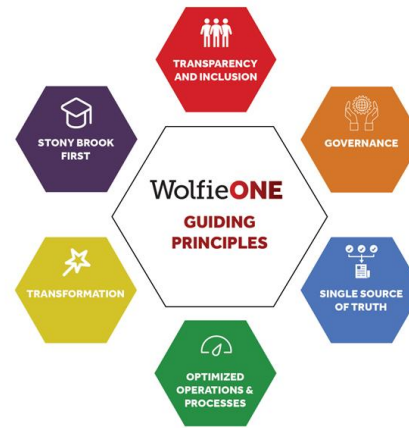 TRANSPARENCY
AND INCLUSION
STONY BROOK
FIRST
GOVERNANCE
WolfieONE
GUIDING
PRINCIPLES
TRANSFORMATION
SINGLE SOURCE
OF TRUTH
OPTIMIZED
OPERATIONS &
PROCESSES